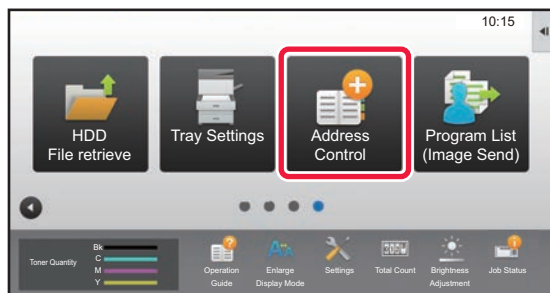 10:15
HDD
File retrieve
Tray Settings
Address
Control
Program List
(Image Send)
Toner Quantity
Bk
C
M
Y
Operation
Guide
Enlarge
Display Mode
Settings
Total Count
Brightness
Adjustment
Job Status